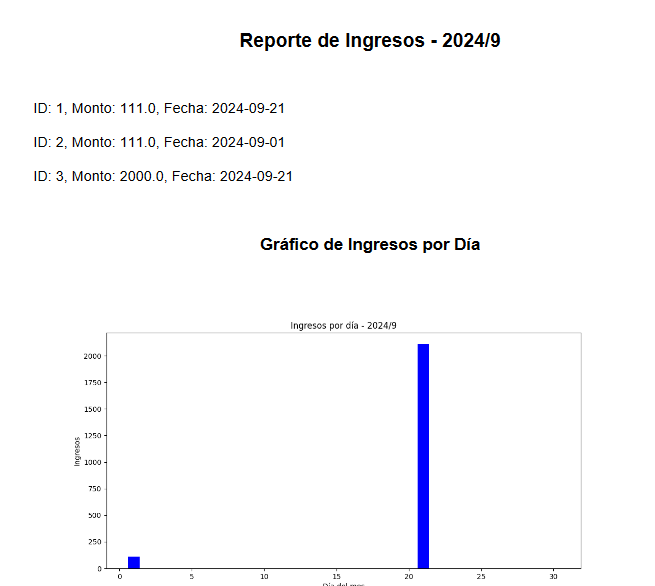 Reporte de Ingresos - 2024/9
ID: 1, Monto: 111.0, Fecha: 2024-09-21
ID: 2, Monto: 111.0, Fecha: 2024-09-01
ID: 3, Monto: 2000.0, Fecha: 2024-09-21
Gráfico de Ingresos por Día
Ingresos por día - 2024/9
2000
1750
1500
1250
1000
750
500
250
0
Ingresos
0 5 10 15 20 25 30
Día del mes